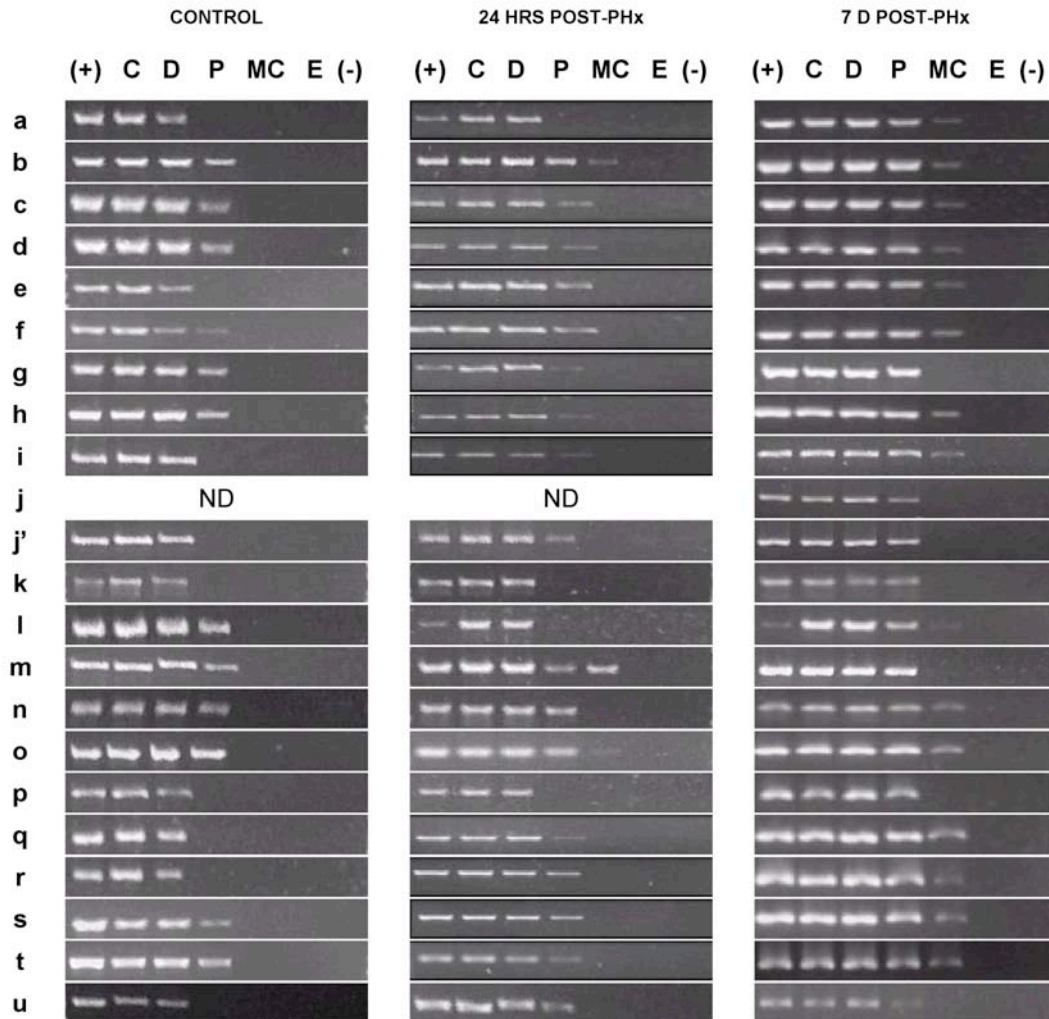 CONTROL 24 HRS POST-PHx 7 D POST-PHx
(+) C D P MC E (-) (+) C D P MC E (-) (+) C D P MC E (-)
a
b
c
d
e
f
g
h
i
j ND ND
j'
k
l
m
n
o
p
q
r
s
t
u